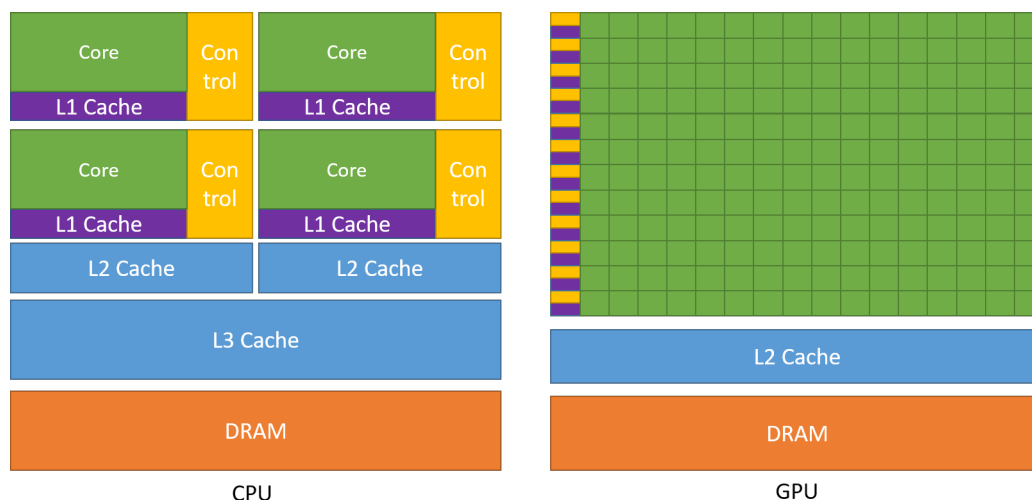 Core
Con
trol
Core
Con
trol
L1 Cache
L1 Cache
Core
Con
trol
Core
Con
trol
L1 Cache
L1 Cache
L2 Cache
L2 Cache
L3 Cache
DRAM
CPU
L2 Cache
DRAM
GPU